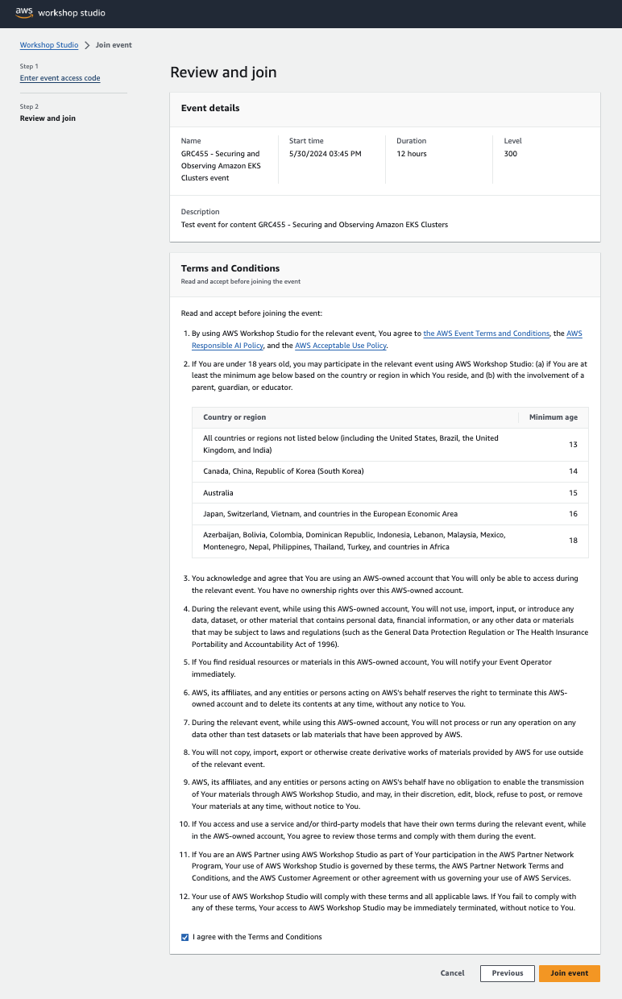 aws workshop studio
Workshop Studio > Join event
Step 1
Enter event access code
Step 2
Review and join
Review and join
Event details
Name
GRC455 - Securing and
Observing Amazon EKS
Clusters event
Start time
5/30/2024 03:45 PM
Duration
12 hours
Level
300
Description
Test event for content GRC455 - Securing and Observing Amazon EKS Clusters
Terms and Conditions
Read and accept before joining the event
Read and accept before joining the event:
1. By using AWS Workshop Studio for the relevant event, You agree to the AWS Event Terms and Conditions, the AWS
Responsible AI Policy, and the AWS Acceptable Use Policy.
2. If You are under 18 years old, you may participate in the relevant event using AWS Workshop Studio: (a) if You are at
least the minimum age below based on the country or region in which You reside, and (b) with the involvement of a
parent, guardian, or educator.
Country or region Minimum age
All countries or regions not listed below (including the United States, Brazil, the United
Kingdom, and India) 13
Canada, China, Republic of Korea (South Korea) 14
Australia 15
Japan, Switzerland, Vietnam, and countries in the European Economic Area 16
Azerbaijan, Bolivia, Colombia, Dominican Republic, Indonesia, Lebanon, Malaysia, Mexico,
Montenegro, Nepal, Philippines, Thailand, Turkey, and countries in Africa 18
3. You acknowledge and agree that You are using an AWS-owned account that You will only be able to access during
the relevant event. You have no ownership rights over this AWS-owned account.
4. During the relevant event, while using this AWS-owned account, You will not use, import, input, or introduce any
data, dataset, or other material that contains personal data, financial information, or any other data or materials
that may be subject to laws and regulations (such as the General Data Protection Regulation or The Health Insurance
Portability and Accountability Act of 1996).
5. If You find residual resources or materials in this AWS-owned account, You will notify your Event Operator
immediately.
6. AWS, its affiliates, and any entities or persons acting on AWS's behalf reserves the right to terminate this AWS-
owned account and to delete its contents at any time, without any notice to You.
7. During the relevant event, while using this AWS-owned account, You will not process or run any operation on any
data other than test datasets or lab materials that have been approved by AWS.
8. You will not copy, import, export or otherwise create derivative works of materials provided by AWS for use outside
of the relevant event.
9. AWS, its affiliates, and any entities or persons acting on AWS's behalf have no obligation to enable the transmission
of Your materials through AWS Workshop Studio, and may, in their discretion, edit, block, refuse to post, or remove
Your materials at any time, without notice to You.
10. If You access and use a service and/or third-party models that have their own terms during the relevant event, while
in the AWS-owned account, You agree to review those terms and comply with them during the event.
11. If You are an AWS Partner using AWS Workshop Studio as part of Your participation in the AWS Partner Network
Program, Your use of AWS Workshop Studio is governed by these terms, the AWS Partner Network Terms and
Conditions, and the AWS Customer Agreement or other agreement with us governing your use of AWS Services.
12. Your use of AWS Workshop Studio will comply with these terms and all applicable laws. If You fail to comply with
any of these terms, Your access to AWS Workshop Studio may be immediately terminated, without notice to You.
I agree with the Terms and Conditions
Cancel Previous Join event